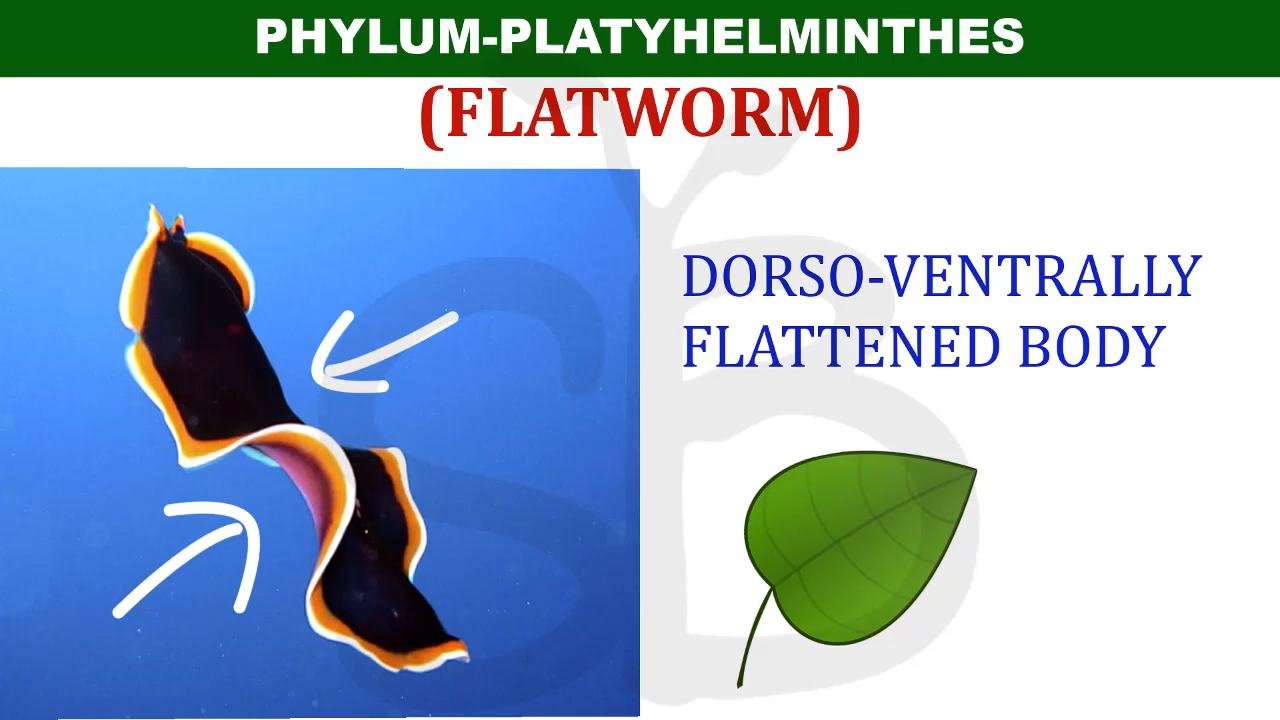 PHYLUM-PLATYHELMINTHES
(FLATWORM)
DORSO-VENTRALLY
FLATTENED BODY